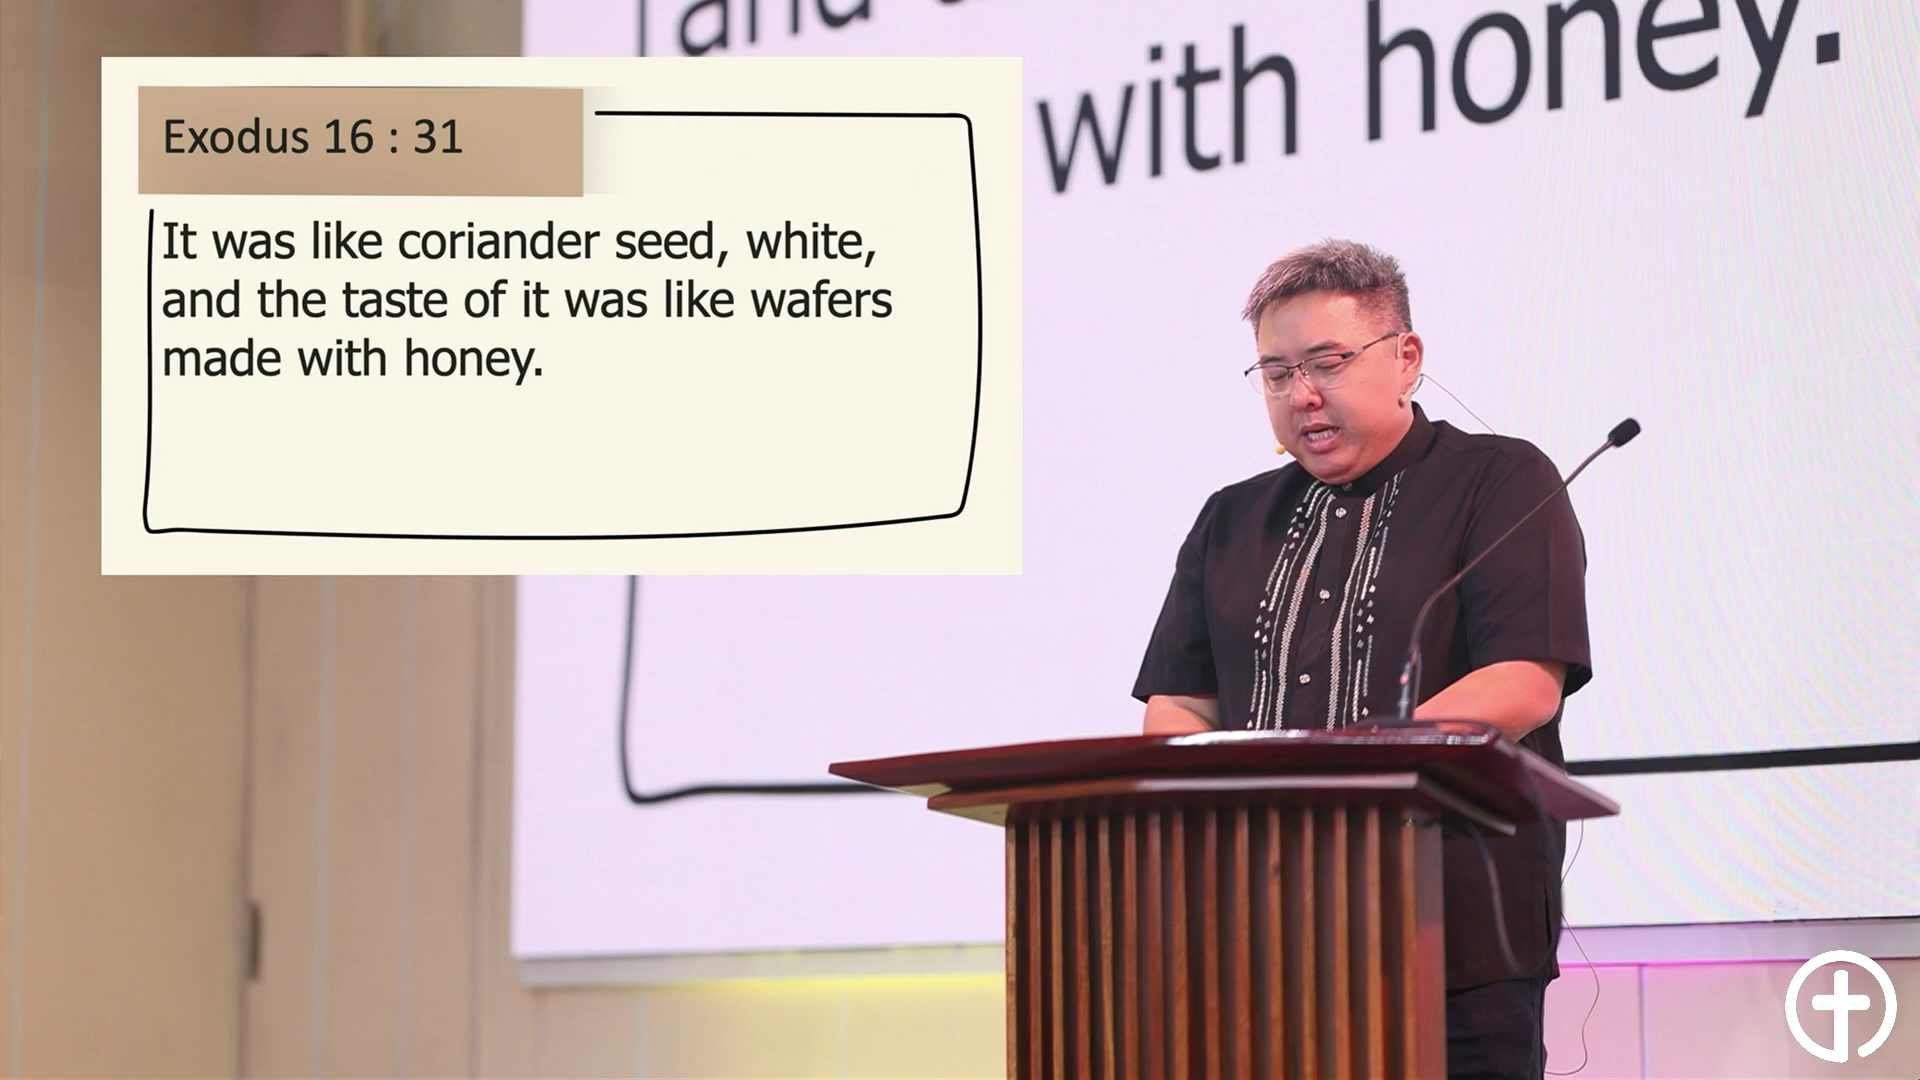 Exodus 16 : 31
It was like coriander seed, white,
and the taste of it was like wafers
made with honey.
and
with honey.